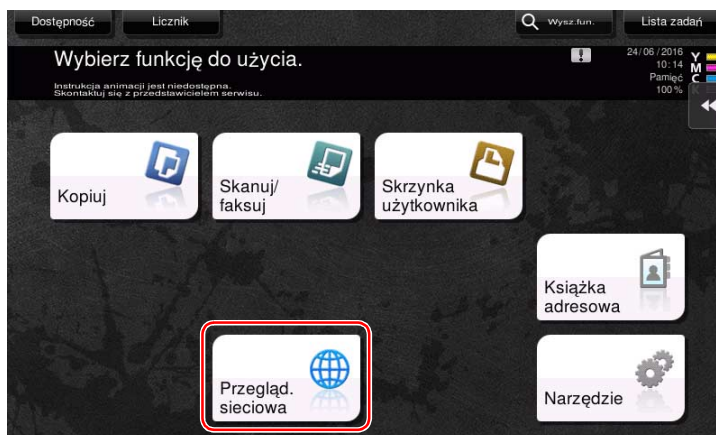 Dostępność
Licznik
Wysz.fun.
Lista zadań
Wybierz funkcję do użycia.
Instrukcja animacji jest niedostępna.
Skontaktuj się z przedstawicielem serwisu.
24/06/2016
10:14
Pamięć
100%
Y
M
C
K
Kopiuj
Skanuj/
faksuj
Skrzynka
użytkownika
Książka
adresowa
Przegląd.
sieciowa
Narzędzie